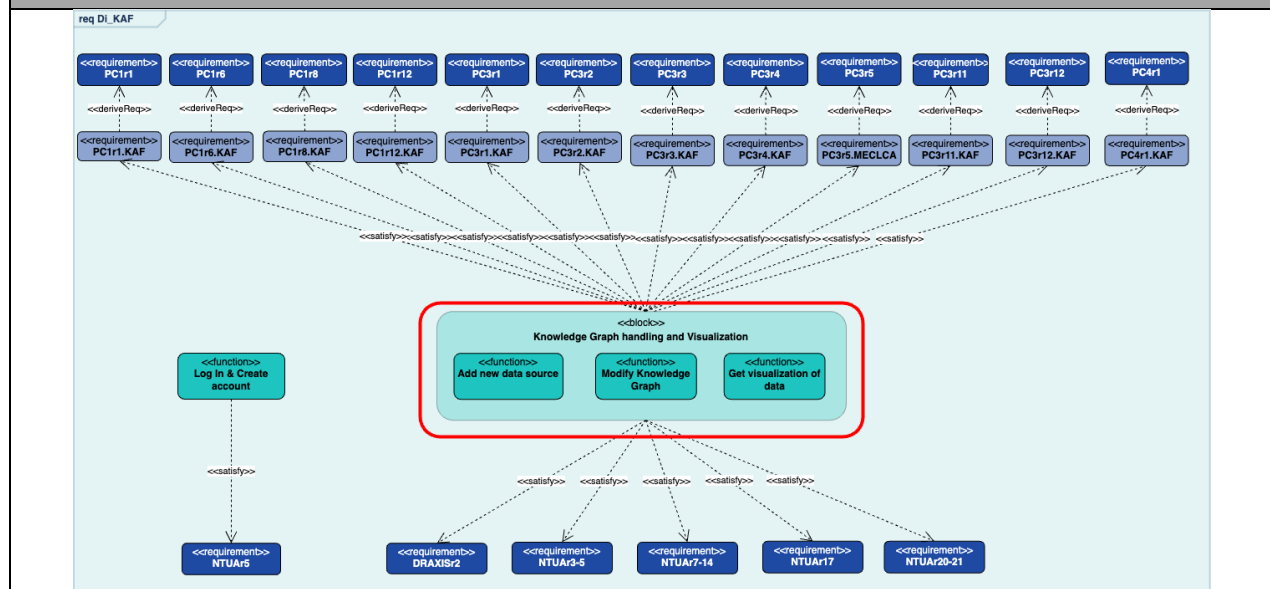 req Di_KAF
<<requirement>> <<requirement>> <<requirement>> <<requirement>> <<requirement>> <<requirement>> <<requirement>> <<requirement>> <<requirement>> <<requirement>> <<requirement>> <<requirement>>
PC1r1 PC1r6 PC1r8 PC1r12 PC3r1 PC3r2 PC3r3 PC3r4 PC3r5 PC3r11 PC3r12 PC4r1
<<deriveReq>> <<deriveReq>> <<deriveReq>> <<deriveReq>> <<deriveReq>> <<deriveReq>> <<deriveReq>> <<deriveReq>> <<deriveReq>> <<deriveReq>> <<deriveReq>> <<deriveReq>>
<<requirement>> <<requirement>> <<requirement>> <<requirement>> <<requirement>> <<requirement>> <<requirement>> <<requirement>> <<requirement>> <<requirement>> <<requirement>> <<requirement>>
PC1r1.KAF PC1r6.KAF PC1r8.KAF PC1r12.KAF PC3r1.KAF PC3r2.KAF PC3r3.KAF PC3r4.KAF PC3r5.MECLCA PC3r11.KAF PC3r12.KAF PC4r1.KAF
<<satisfy>> <<satisfy>> <<satisfy>> <<satisfy>> <<satisfy>> <<satisfy>> <<satisfy>> <<satisfy>> <<satisfy>> <<satisfy>> <<satisfy>> <<satisfy>>
<<block>>
Knowledge Graph handling and Visualization
<<function>>
Log In & Create
account
<<function>>
Add new data source
<<function>>
Modify Knowledge
Graph
<<function>>
Get visualization of
data
<<satisfy>>
<<satisfy>> <<satisfy>> <<satisfy>> <<satisfy>> <<satisfy>>
<<requirement>>
NTUAr5
<<requirement>>
DRAXISr2
<<requirement>>
NTUAr3-5
<<requirement>>
NTUAr7-14
<<requirement>>
NTUAr17
<<requirement>>
NTUAr20-21